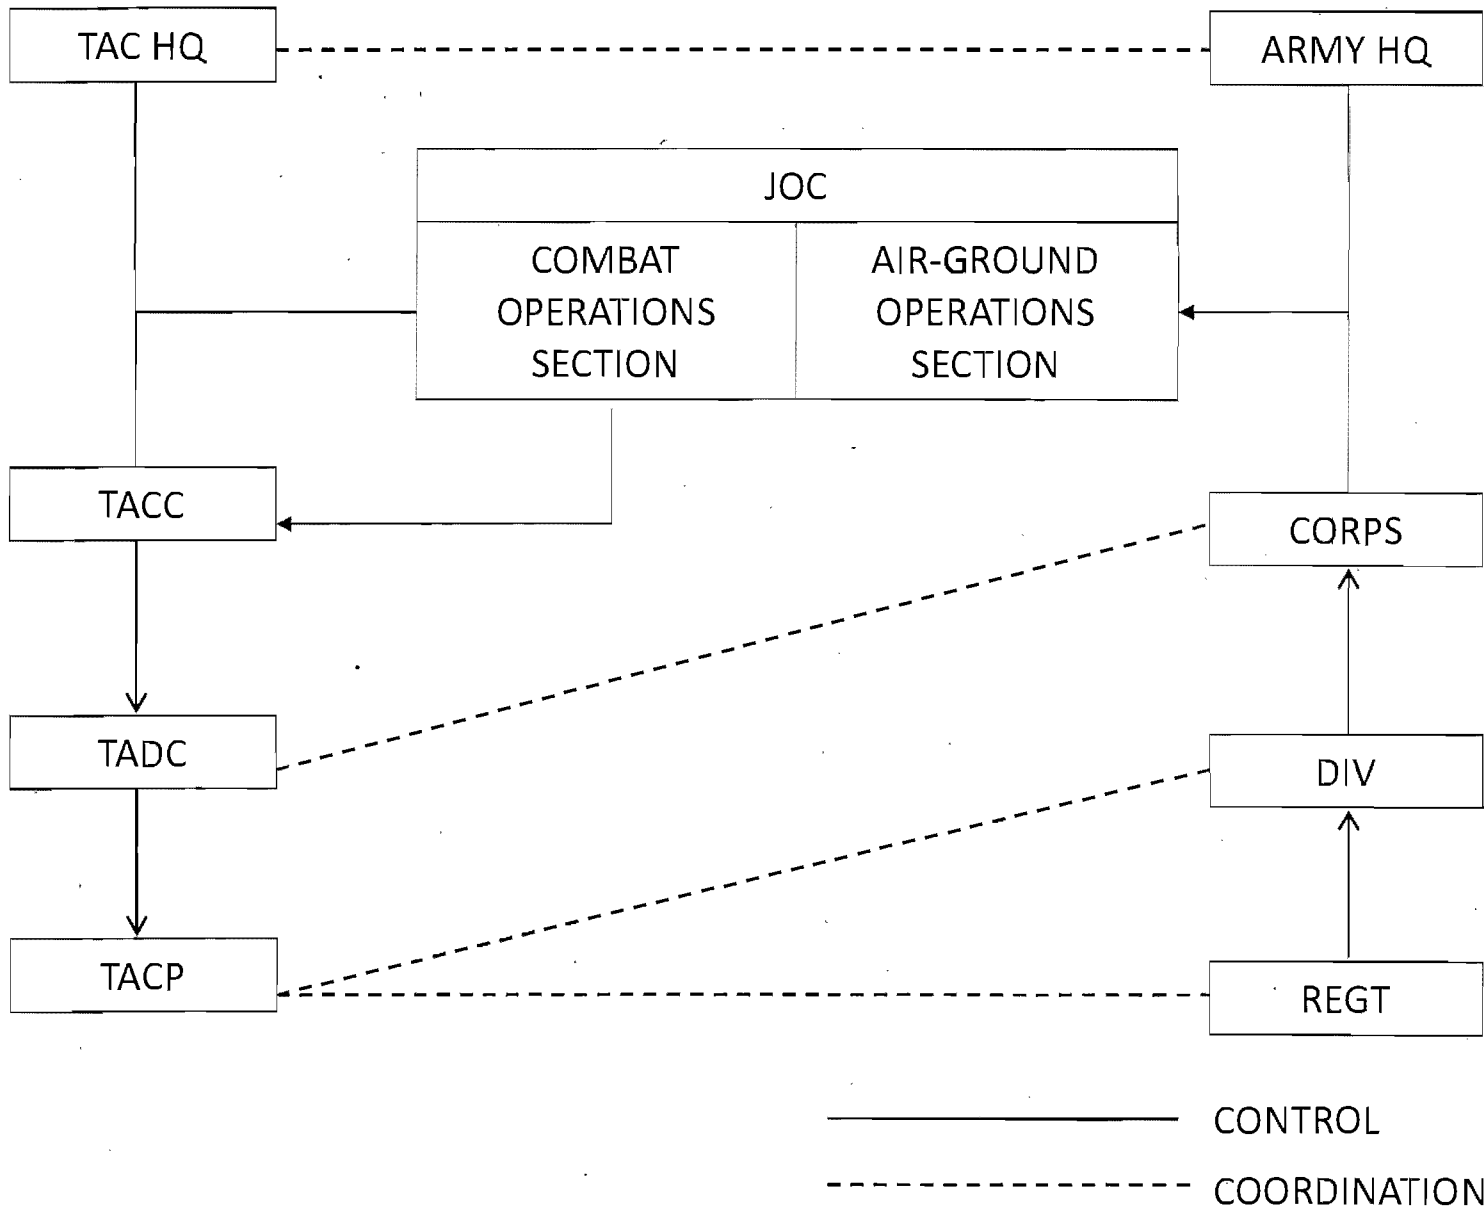 TAC HQ
ARMY HQ
JOC
COMBAT
OPERATIONS
SECTION
AIR-GROUND
OPERATIONS
SECTION
TACC
CORPS
TADC
DIV
TACP
REGT
CONTROL
COORDINATION